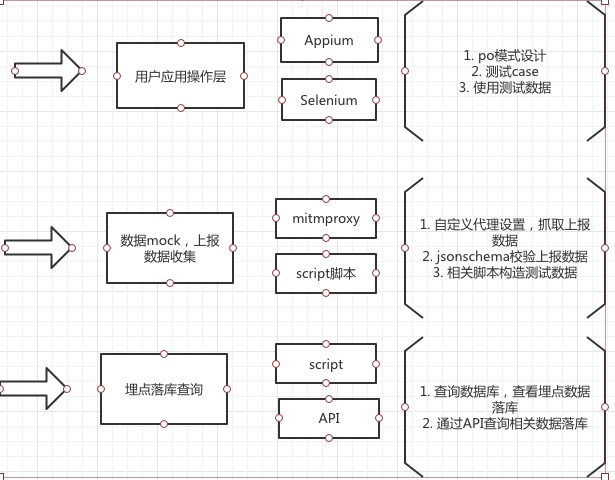 用户应用操作层
Appium
Selenium
1. po模式设计
2. 测试case
3. 使用测试数据
数据mock，上报
数据收集
mitmproxy
script脚本
1. 自定义代理设置，抓取上报
数据
2. jsonschema校验上报数据
3. 相关脚本构造测试数据
埋点落库查询
script
API
1. 查询数据库，查看埋点数据
落库
2. 通过API查询相关数据落库